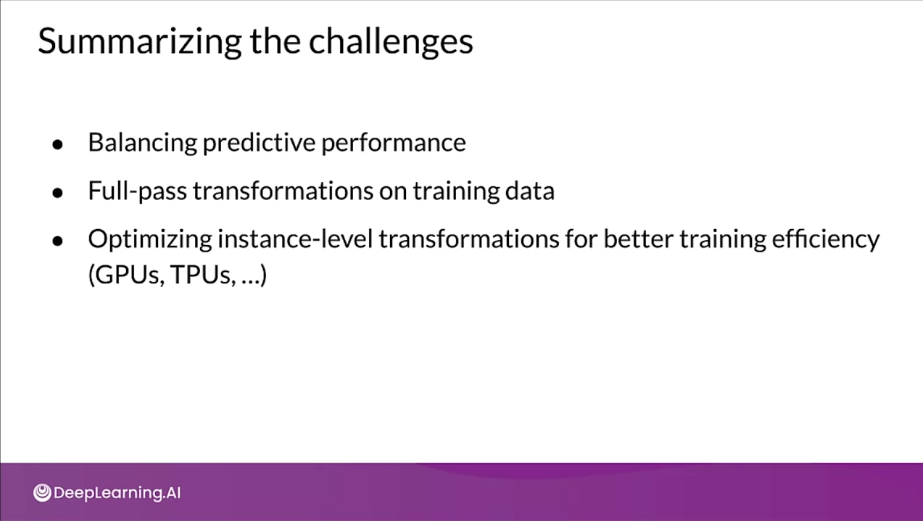 Summarizing the challenges
● Balancing predictive performance
● Full-pass transformations on training data
● Optimizing instance-level transformations for better training efficiency
(GPUs, TPUs, ...)
DeepLearning.AI